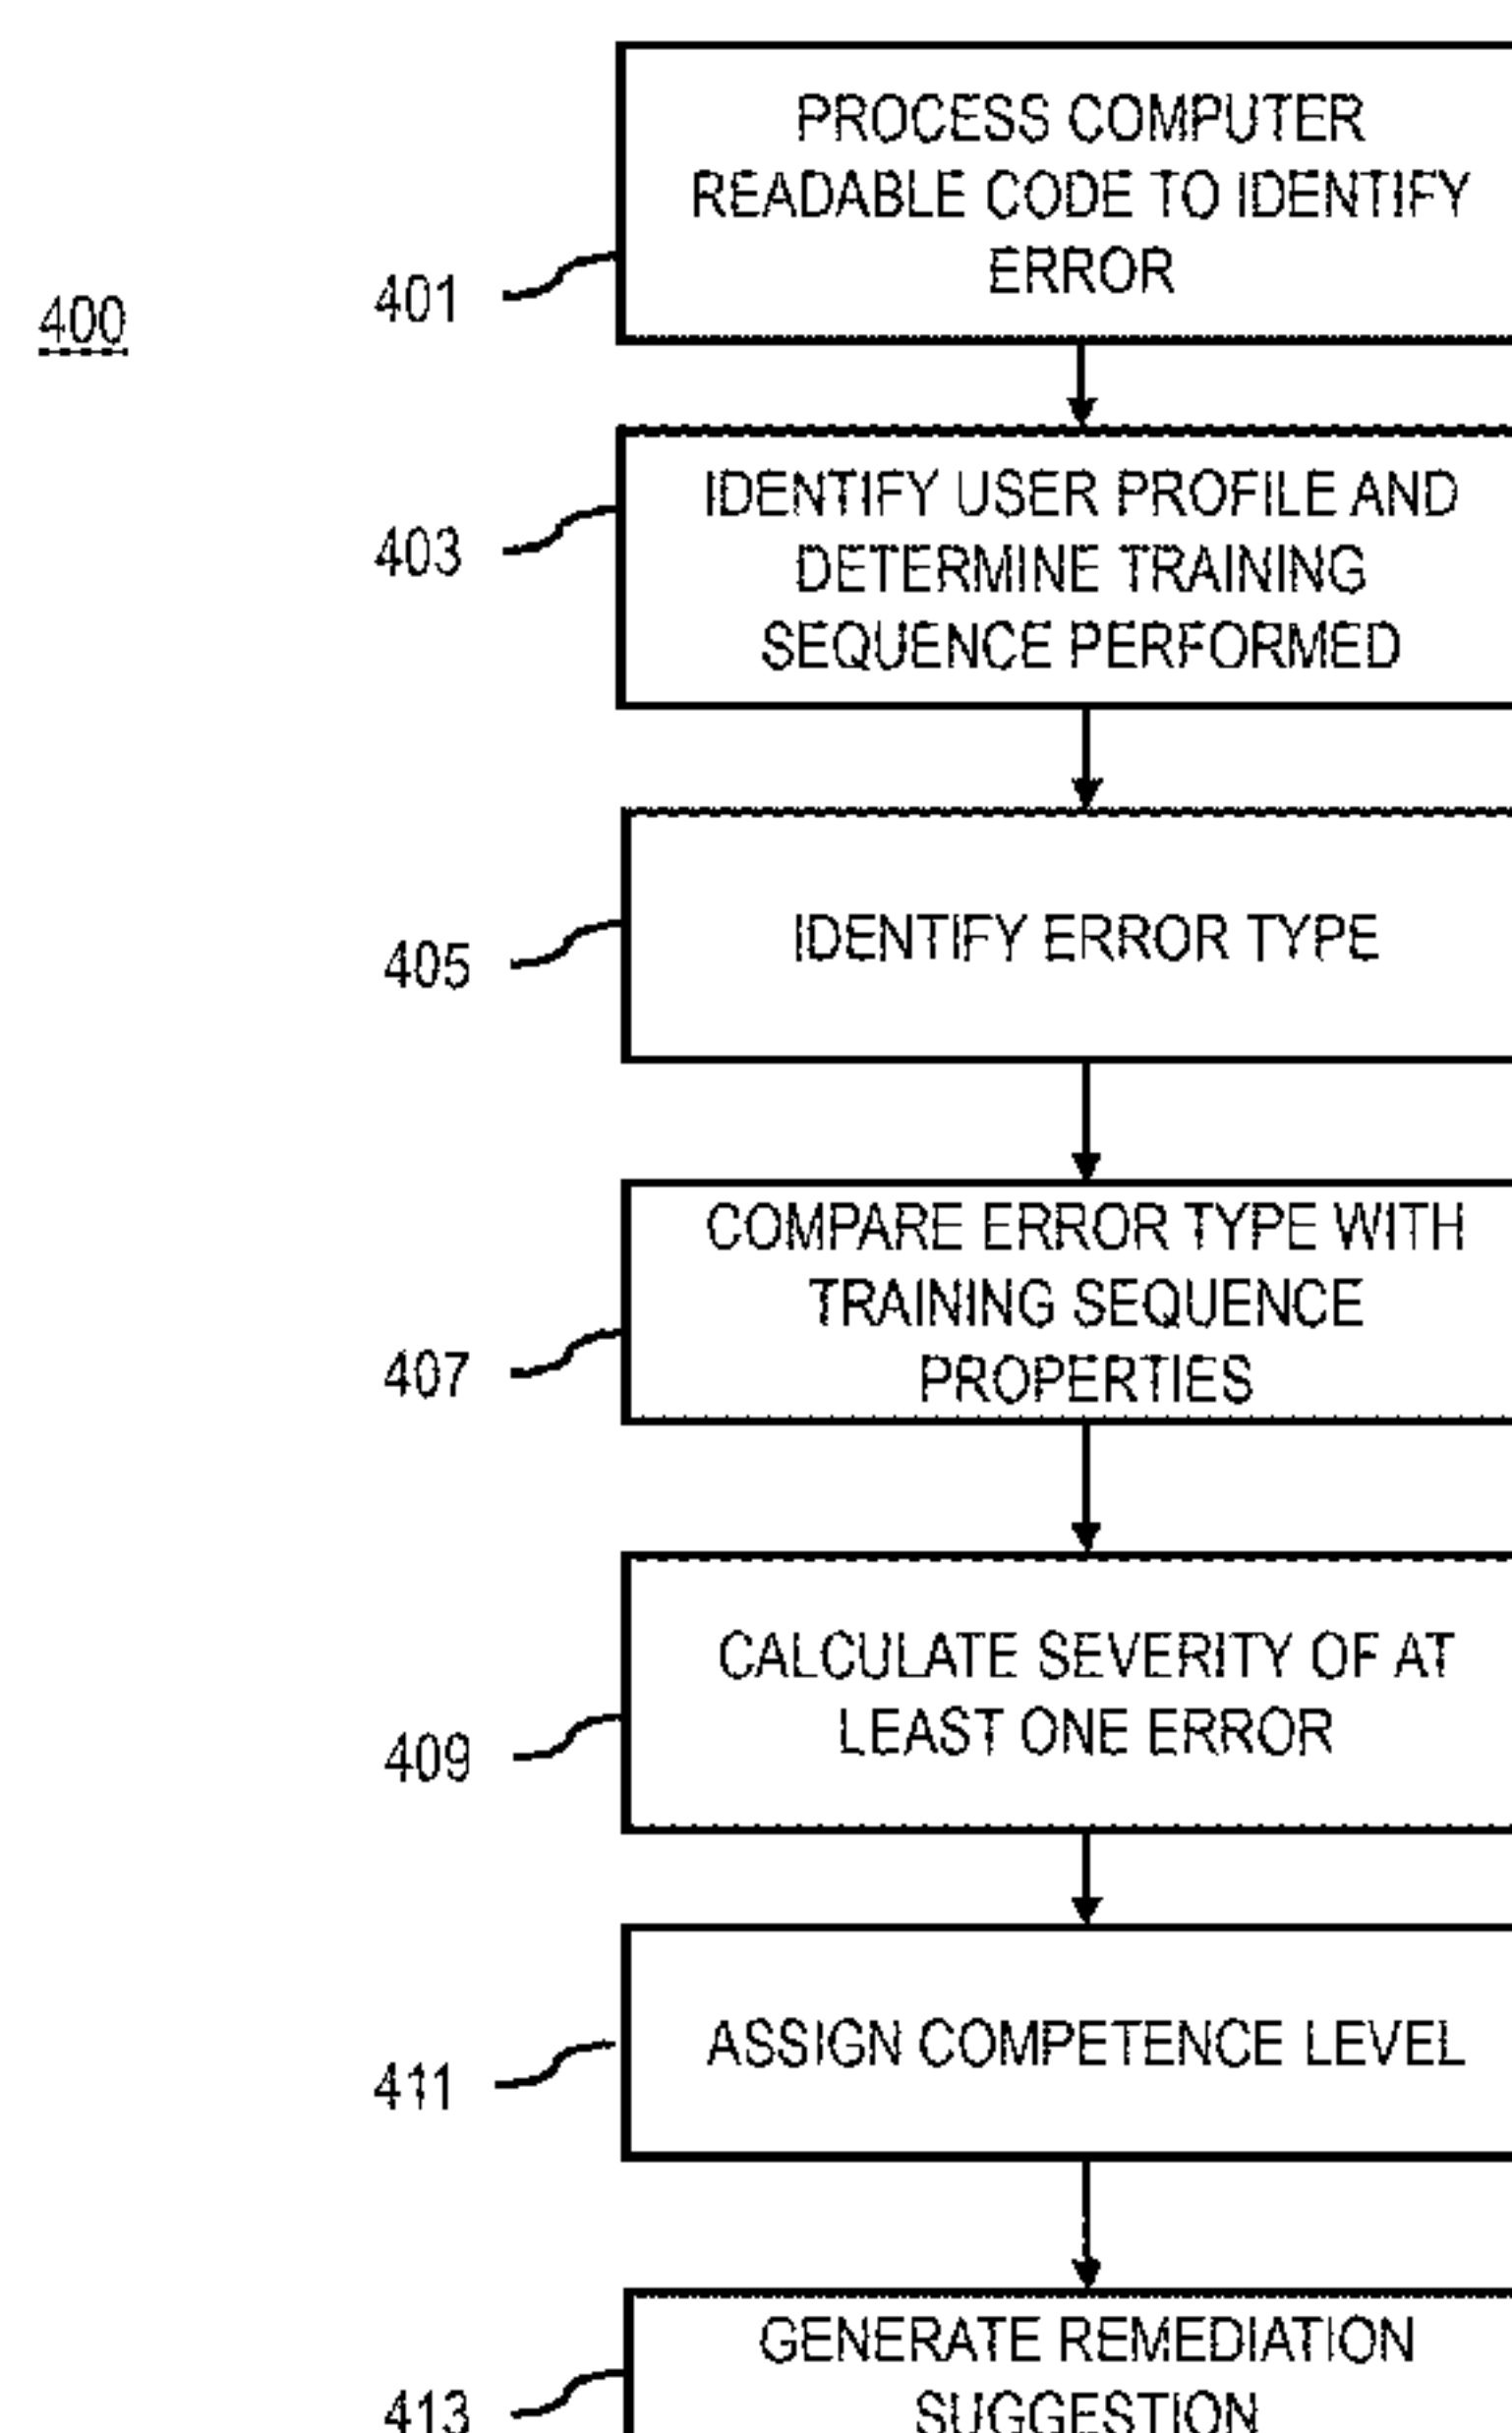 400
401
PROCESS COMPUTER
READABLE CODE TO IDENTIFY
ERROR
403
IDENTIFY USER PROFILE AND
DETERMINE TRAINING
SEQUENCE PERFORMED
405
IDENTIFY ERROR TYPE
407
COMPARE ERROR TYPE WITH
TRAINING SEQUENCE
PROPERTIES
409
CALCULATE SEVERITY OF AT
LEAST ONE ERROR
411
ASSIGN COMPETENCE LEVEL
413
GENERATE REMEDIATION
SUGGESTION